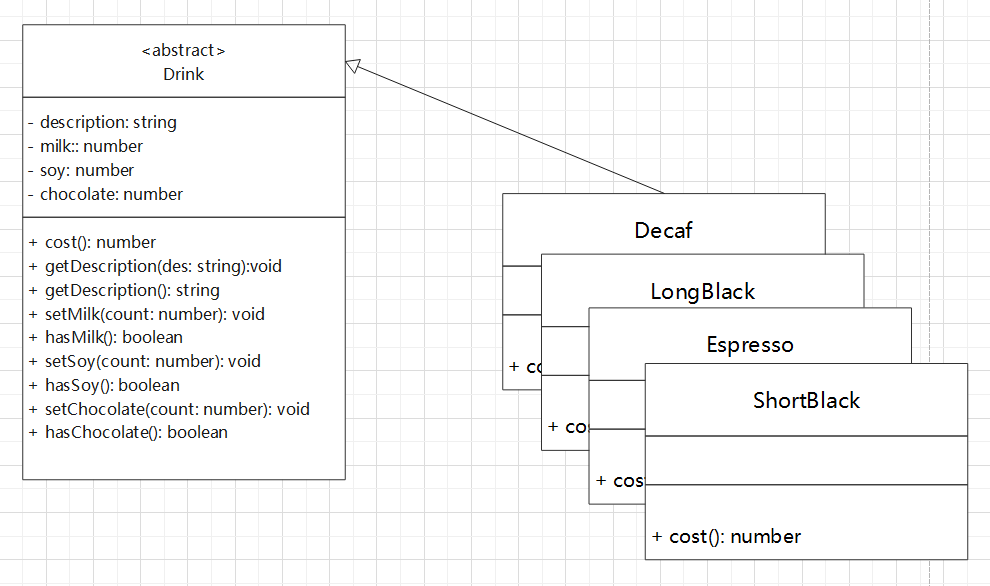 <abstract>
Drink
- description: string
- milk:: number
- soy: number
- chocolate: number
+ cost(): number
+ getDescription(des: string):void
+ getDescription(): string
+ setMilk(count: number): void
+ hasMilk(): boolean
+ setSoy(count: number): void
+ hasSoy(): boolean
+ setChocolate(count: number): void
+ hasChocolate(): boolean
Decaf
+ co
LongBlack
+ cos
Espresso
+ cos
ShortBlack
+ cost(): number